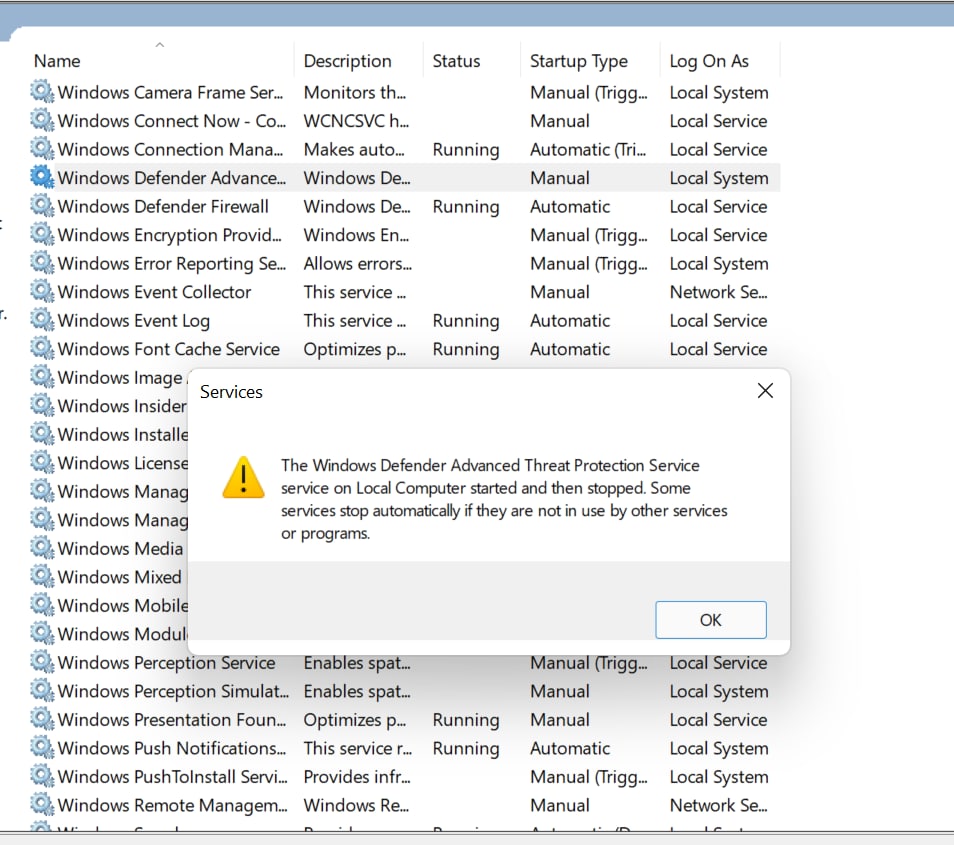 Name Description Status Startup Type Log On As
Windows Camera Frame Ser... Monitors th... Manual (Trigg... Local System
Windows Connect Now - Co... WCNCSVC h... Manual Local Service
Windows Connection Mana... Makes auto... Running Automatic (Tri... Local Service
Windows Defender Advance... Windows De... Manual Local System
Windows Defender Firewall Windows De... Running Automatic Local Service
Windows Encryption Provid... Windows En... Manual (Trigg... Local Service
Windows Error Reporting Se... Allows errors... Manual (Trigg... Local System
Windows Event Collector This service ... Manual Network Se...
r.
Windows Event Log This service ... Running Automatic Local Service
Windows Font Cache Service Optimizes p... Running Automatic Local Service
Windows Image
Windows Insider
Windows Installe
Windows License
Windows Manag
Windows Manag
Windows Media
Windows Mixed
Windows Mobile
Windows Modul
Services
The Windows Defender Advanced Threat Protection Service
service on Local Computer started and then stopped. Some
services stop automatically if they are not in use by other services
or programs.
OK
Windows Perception Service Enables spat... Manual (Trigg... Local Service
Windows Perception Simulat... Enables spat... Manual Local System
Windows Presentation Foun... Optimizes p... Running Manual Local Service
Windows Push Notifications... This service r... Running Automatic Local System
Windows PushToInstall Servi... Provides infr... Manual (Trigg... Local System
Windows Remote Managem... Windows Re... Manual Network Se...